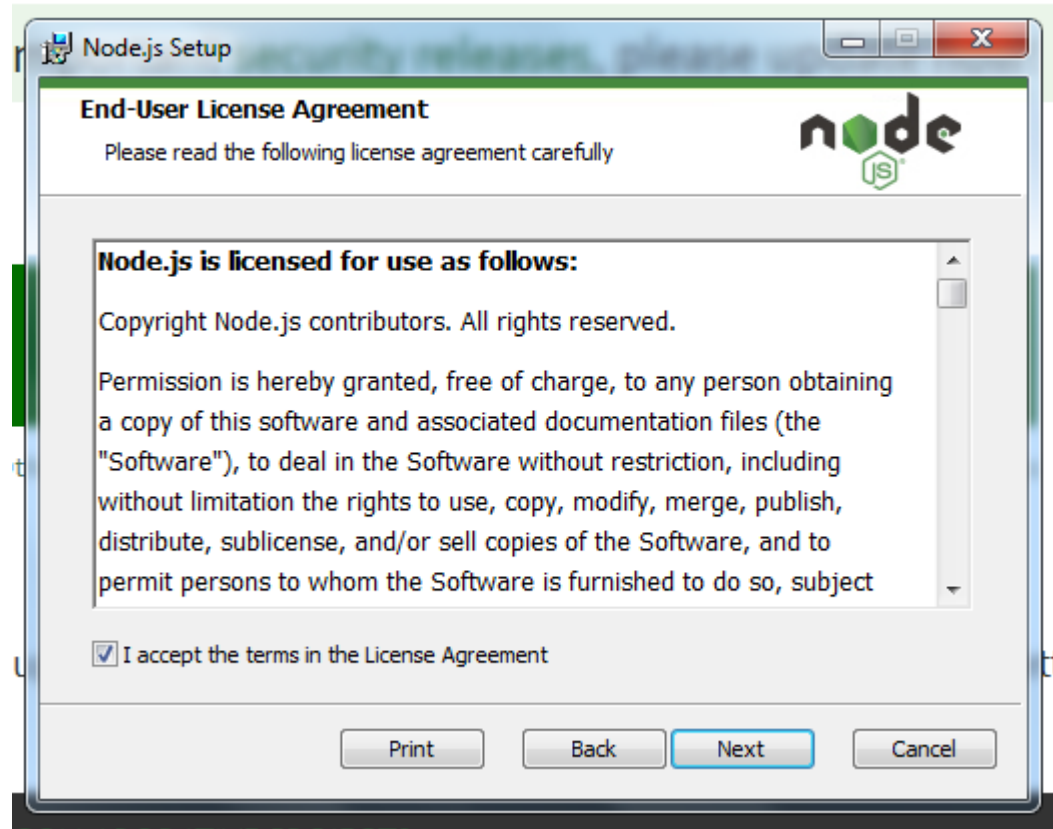 Node.js Setup
security releases, please
End-User License Agreement
Please read the following license agreement carefully
node
JS
Node.js is licensed for use as follows:
Copyright Node.js contributors. All rights reserved.
Permission is hereby granted, free of charge, to any person obtaining
a copy of this software and associated documentation files (the
"Software"), to deal in the Software without restriction, including
without limitation the rights to use, copy, modify, merge, publish,
distribute, sublicense, and/or sell copies of the Software, and to
permit persons to whom the Software is furnished to do so, subject
I accept the terms in the License Agreement
Print Back Next Cancel